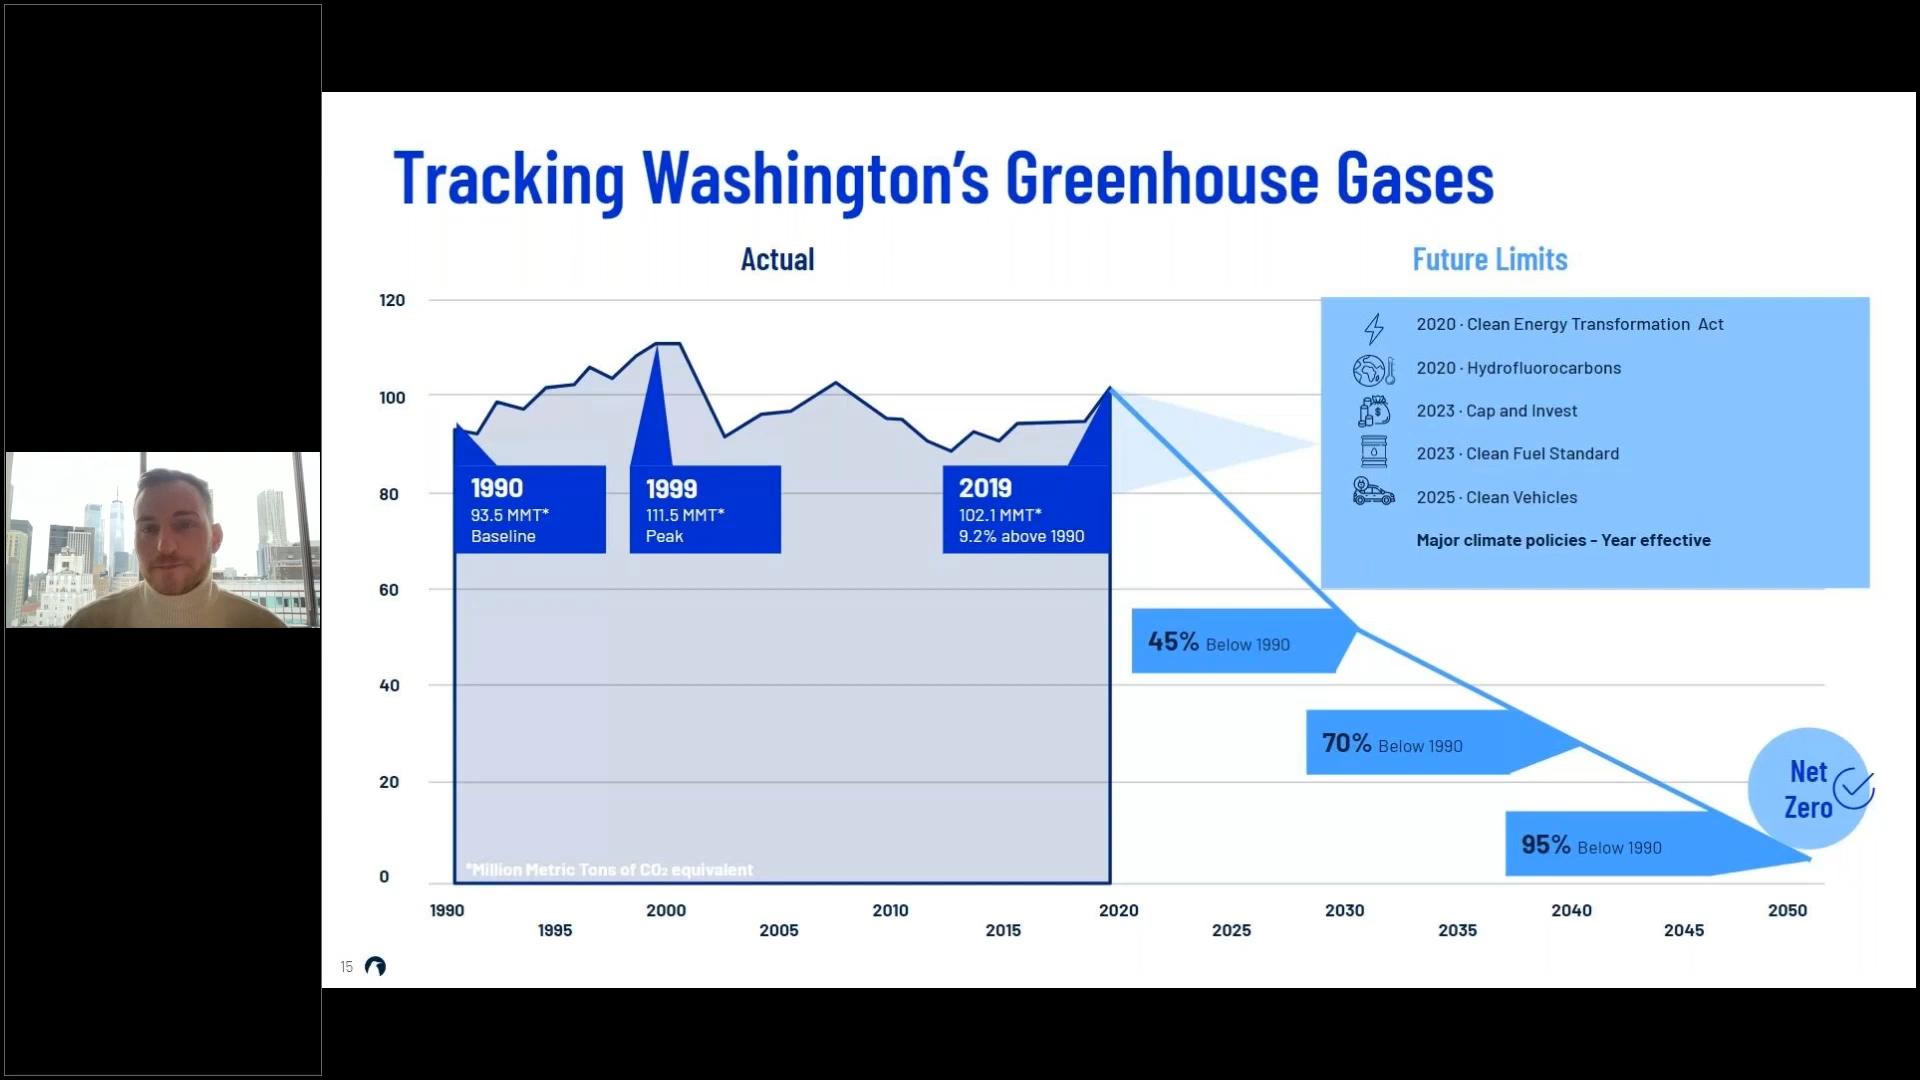 Tracking Washington's Greenhouse Gases
Actual
Future Limits
120
100
80
60
40
20
0
1990
93.5 MMT*
Baseline
1999
111.5 MMT*
Peak
2019
102.1 MMT*
9.2% above 1990
2020 · Clean Energy Transformation Act
2020 · Hydrofluorocarbons
2023 · Cap and Invest
2023 · Clean Fuel Standard
2025 · Clean Vehicles
Major climate policies - Year effective
45% Below 1990
70% Below 1990
95% Below 1990
Net
Zero
*Million Metric Tons of CO₂ equivalent
1990
1995
2000
2005
2010
2015
2020
2025
2030
2035
2040
2045
2050
15